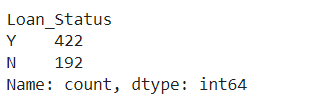 Loan_Status
Y    422
N    192
Name: count, dtype: int64